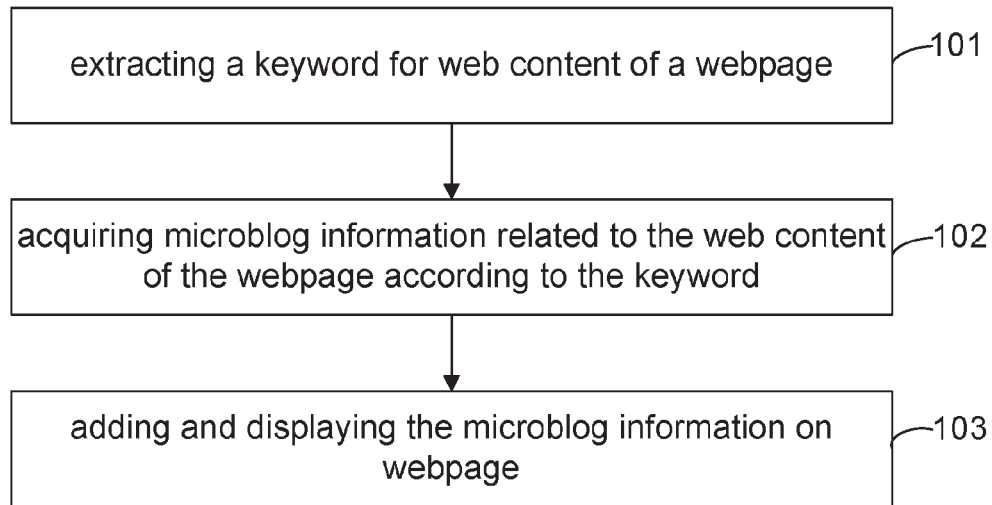 extracting a keyword for web content of a webpage
101
acquiring microblog information related to the web content
of the webpage according to the keyword
102
adding and displaying the microblog information on
webpage
103